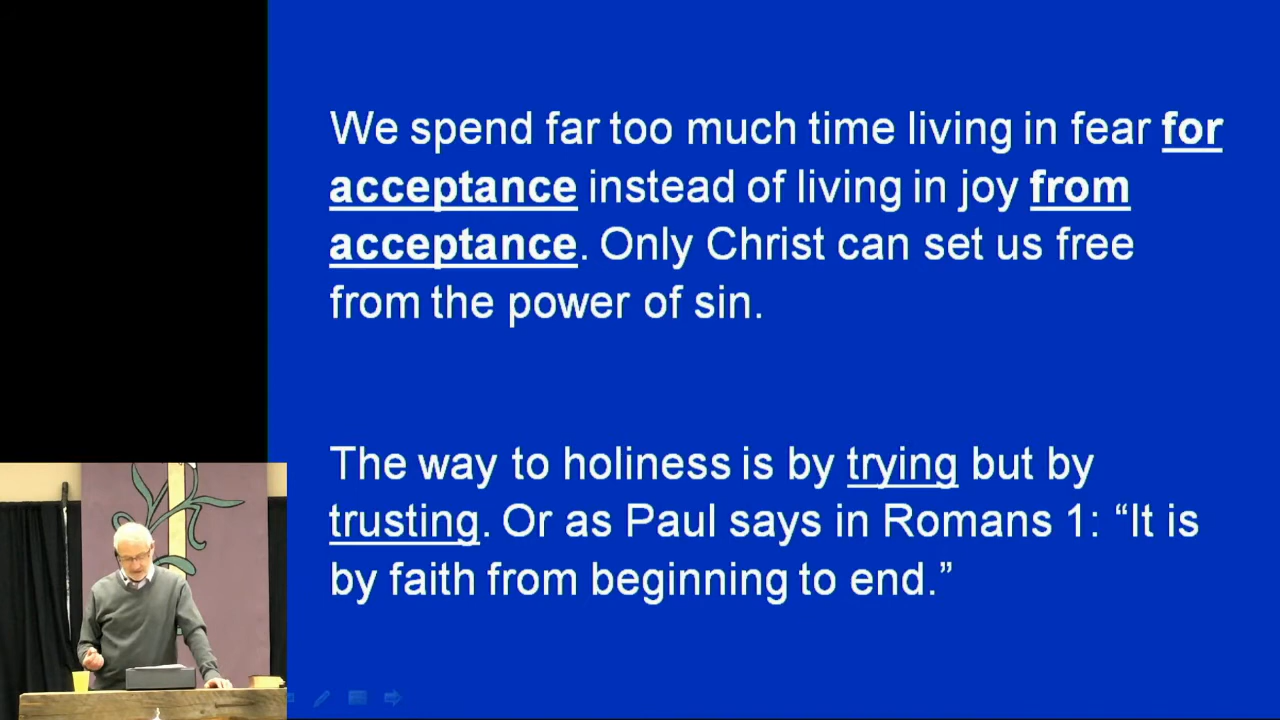 We spend far too much time living in fear for
acceptance instead of living in joy from
acceptance. Only Christ can set us free
from the power of sin.
The way to holiness is by trying but by
trusting. Or as Paul says in Romans 1: “It is
by faith from beginning to end.”